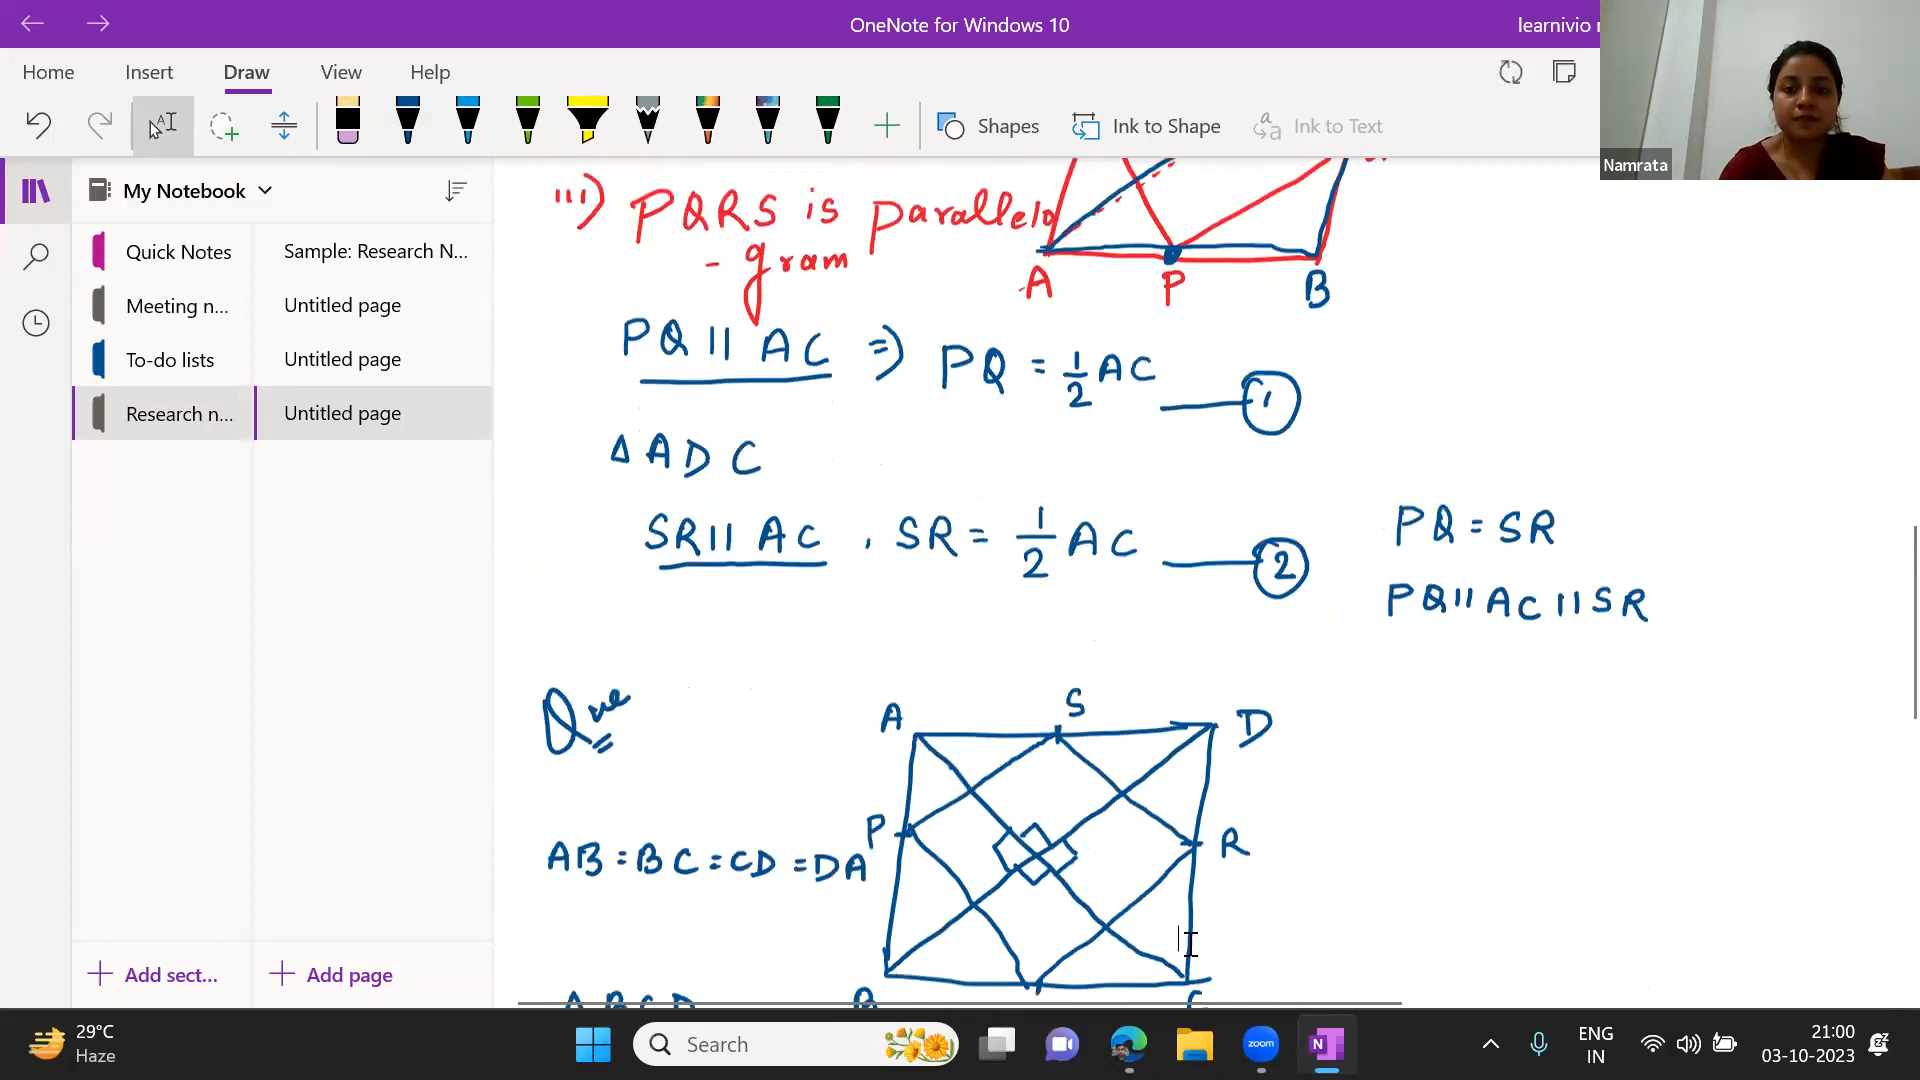 OneNote for Windows 10
learnivio
Home Insert Draw View Help
Shapes Ink to Shape Ink to Text
Namrata
My Notebook
Quick Notes
Meeting n...
To-do lists
Research n...
Sample: Research N...
Untitled page
Untitled page
Untitled page
Add sect...
Add page
iii) PQRS is parallelo
- gram
A P B
PQ || AC => PQ = 1/2 AC — 1
Δ ADC
SR || AC , SR = 1/2 AC — 2
PQ = SR
PQ || AC || SR
Que
A S D
P R
AB = BC = CD = DA
29°C
Haze
Search
zoom
ENG
IN
21:00
03-10-2023